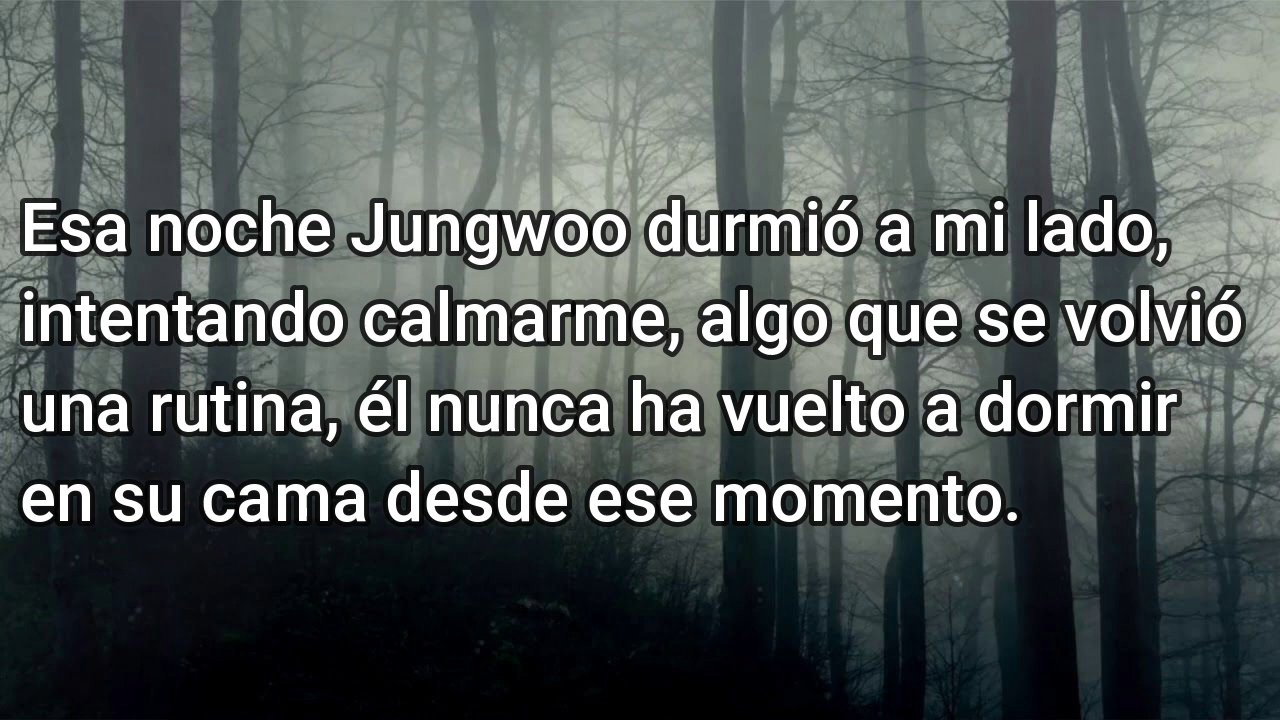 Esa noche Jungwoo durmió a mi lado,
intentando calmarme, algo que se volvió
una rutina, él nunca ha vuelto a dormir
en su cama desde ese momento.